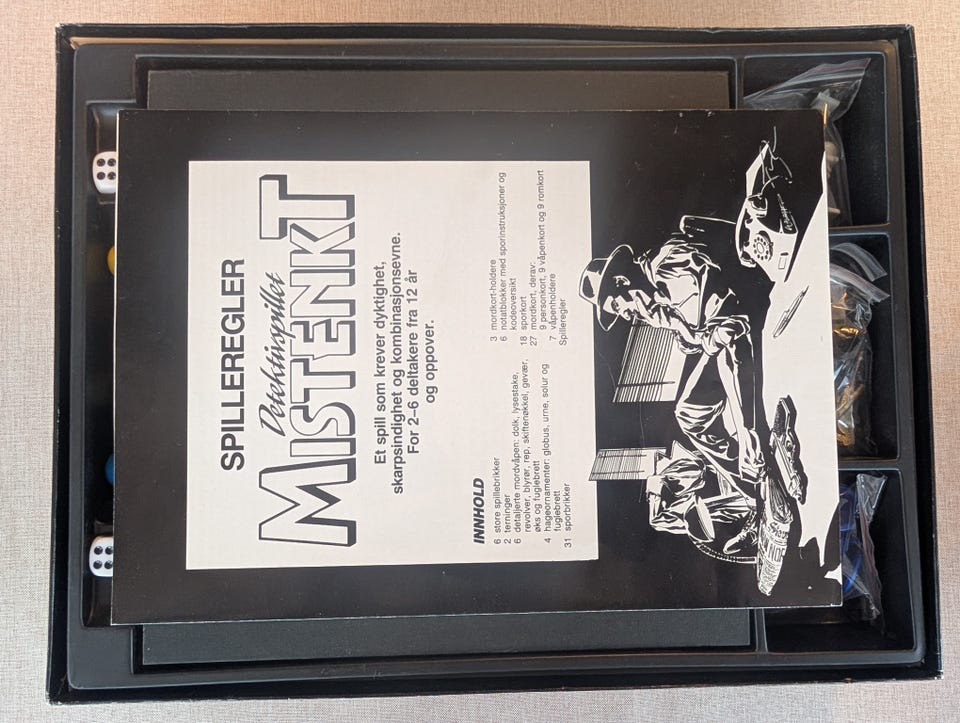 SPILLEREGLER
Detektivspillet
MISTENKT
Et spill som krever dyktighet,
skarpsindighet og kombinasjonsevne.
For 2–6 deltakere fra 12 år
og oppover.
INNHOLD
6 store spillebrikker
2 terninger
6 detaljerte mordvåpen: dolk, lysestake,
revolver, blyrør, rep, skiftenøkkel, gevær,
øks og fuglebrett
4 hageornamenter: globus, urne, solur og
fuglebrett
31 sporbrikker
3 mordkort-holdere
6 notatblokker med sporinstruksjoner og
kodeoversikt
18 sporkort
27 mordkort, derav:
9 personkort, 9 våpenkort og 9 romkort
7 våpenholdere
Spilleregler